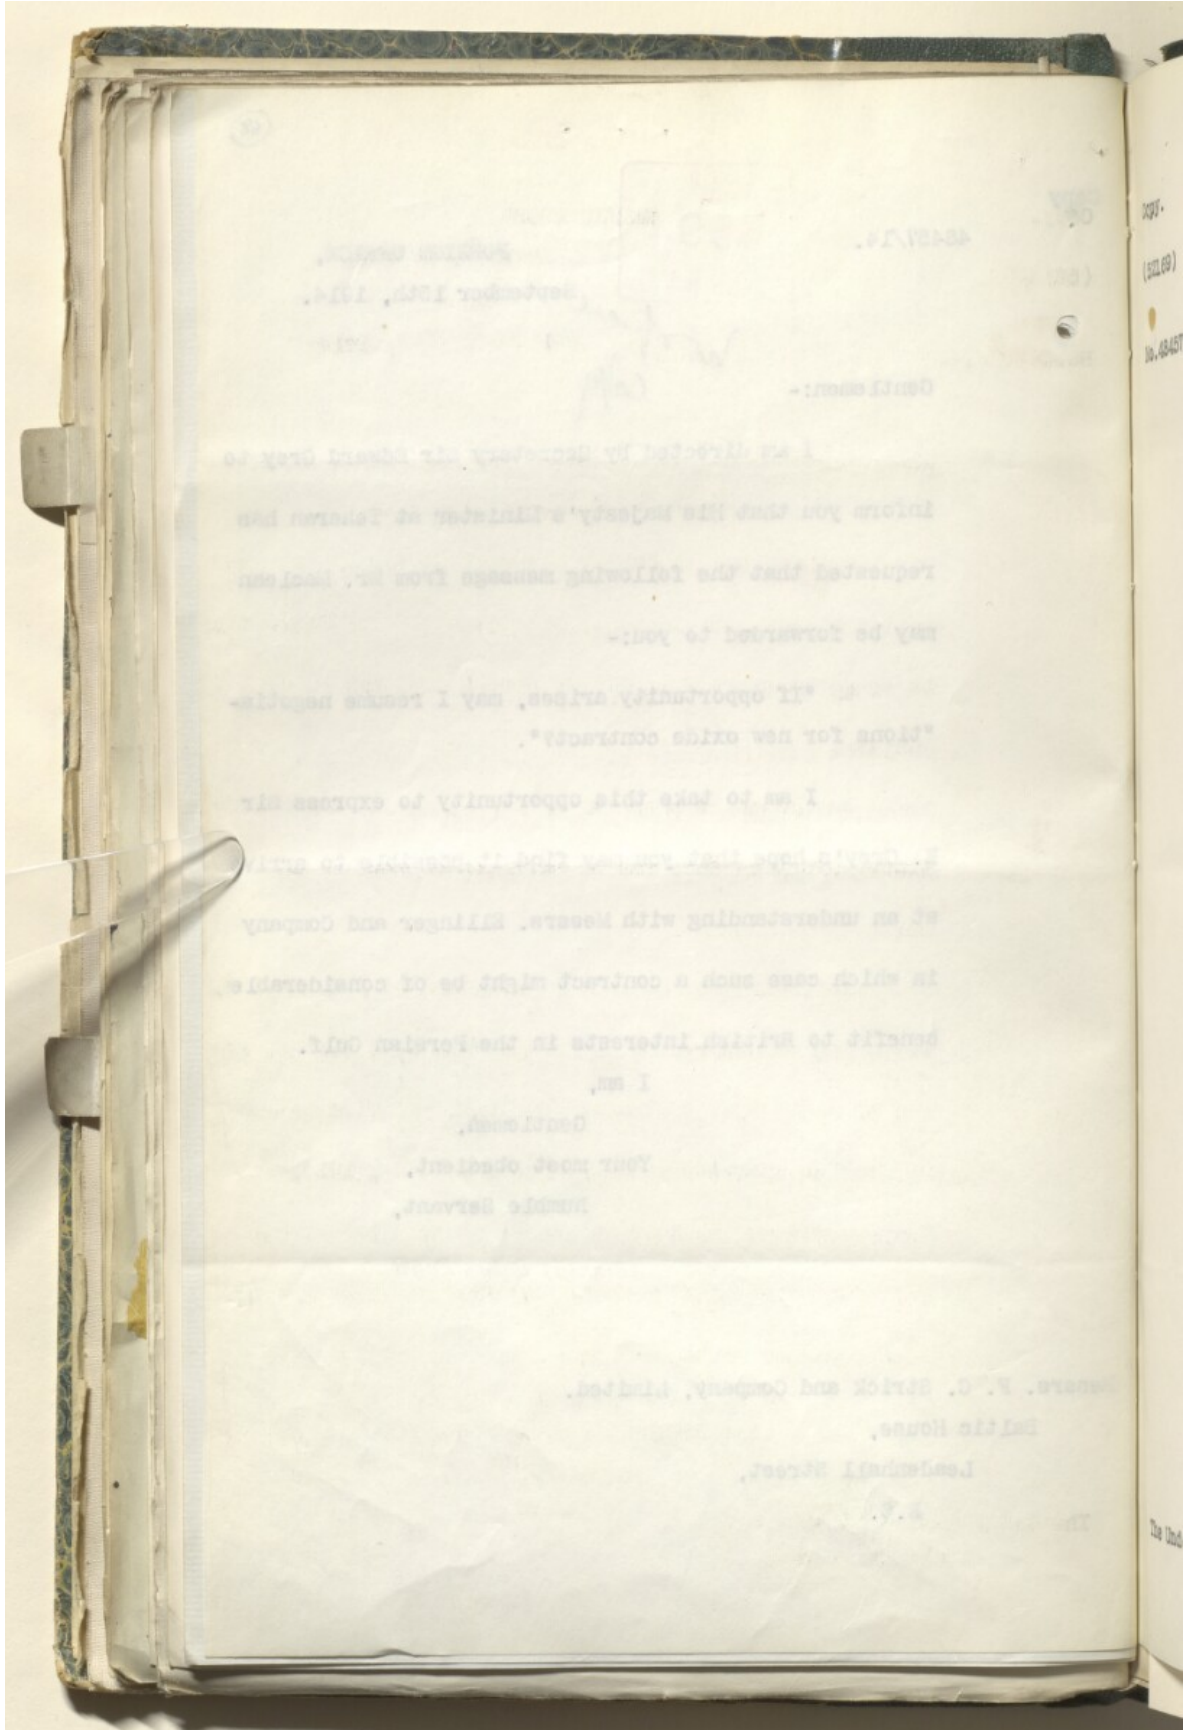 48457/14.
FOREIGN OFFICE,
September 15th, 1914.
Gentlemen:-
I am directed by Secretary Sir Edward Grey to
inform you that His Majesty's Minister at Teheran has
requested that the following message from Mr. Maclean
may be forwarded to you:-
"If opportunity arises, may I resume negotia-
"tions for new oxide contract?".
I am to take this opportunity to express Sir
E. Grey's hope that you may find it possible to arrive
at an understanding with Messrs. Ellinger and Company
in which case such a contract might be of considerable
benefit to British interests in the Persian Gulf.
I am,
Gentlemen,
Your most obedient,
humble Servant,
Messrs. F. C. Strick and Company, Limited.
Baltic House,
Leadenhall Street,
E.C.
Copy.
No.48457
The Und